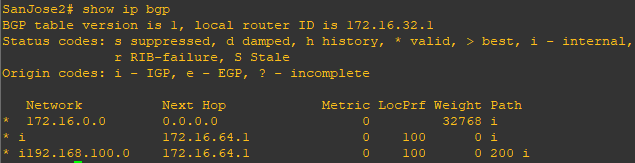 SanJose2# show ip bgp
BGP table version is 1, local router ID is 172.16.32.1
Status codes: s suppressed, d damped, h history, * valid, > best, i - internal,
              r RIB-failure, S Stale
Origin codes: i - IGP, e - EGP, ? - incomplete

   Network          Next Hop            Metric LocPrf Weight Path
*  172.16.0.0       0.0.0.0                  0         32768 i
* i                 172.16.64.1              0    100      0 i
* i192.168.100.0    172.16.64.1              0    100      0 200 i